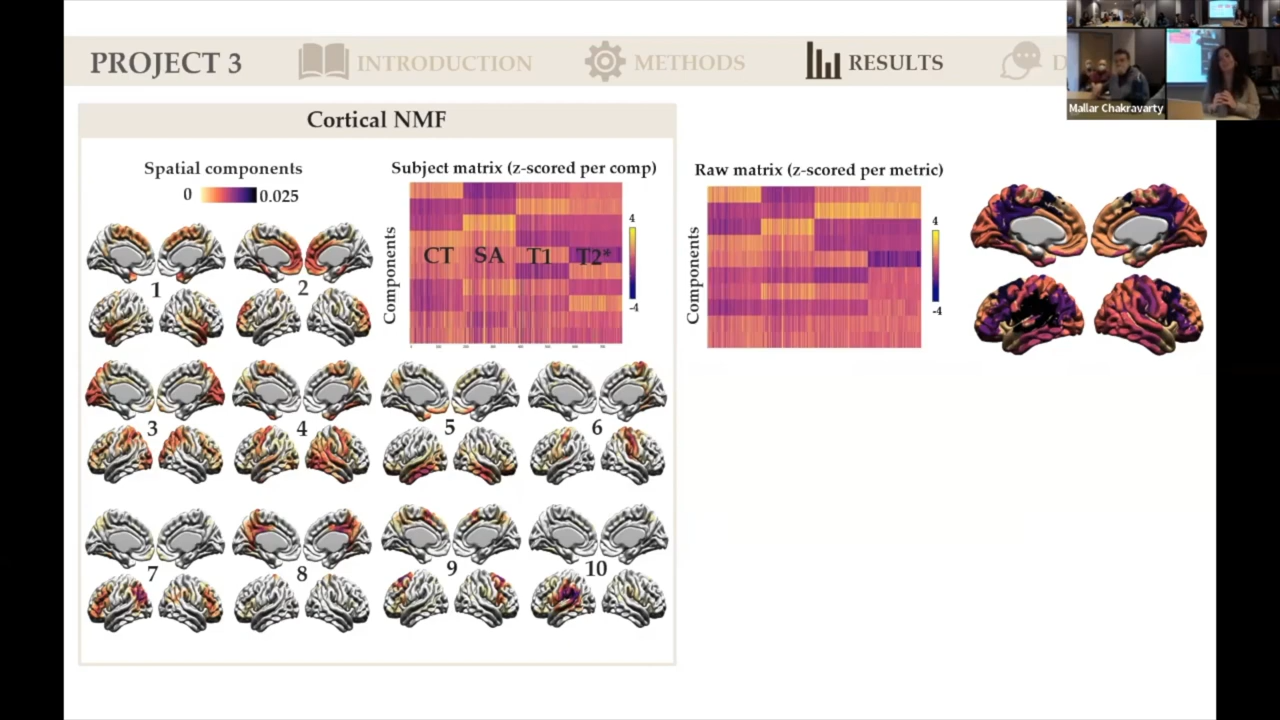 PROJECT 3
INTRODUCTION
METHODS
RESULTS
D
Mallar Chakravarty
Cortical NMF
Spatial components
0
0.025
Subject matrix (z-scored per comp)
Components
CT SA T1 T2*
4
-4
Raw matrix (z-scored per metric)
Components
4
-4
1
2
3
4
5
6
7
8
9
10